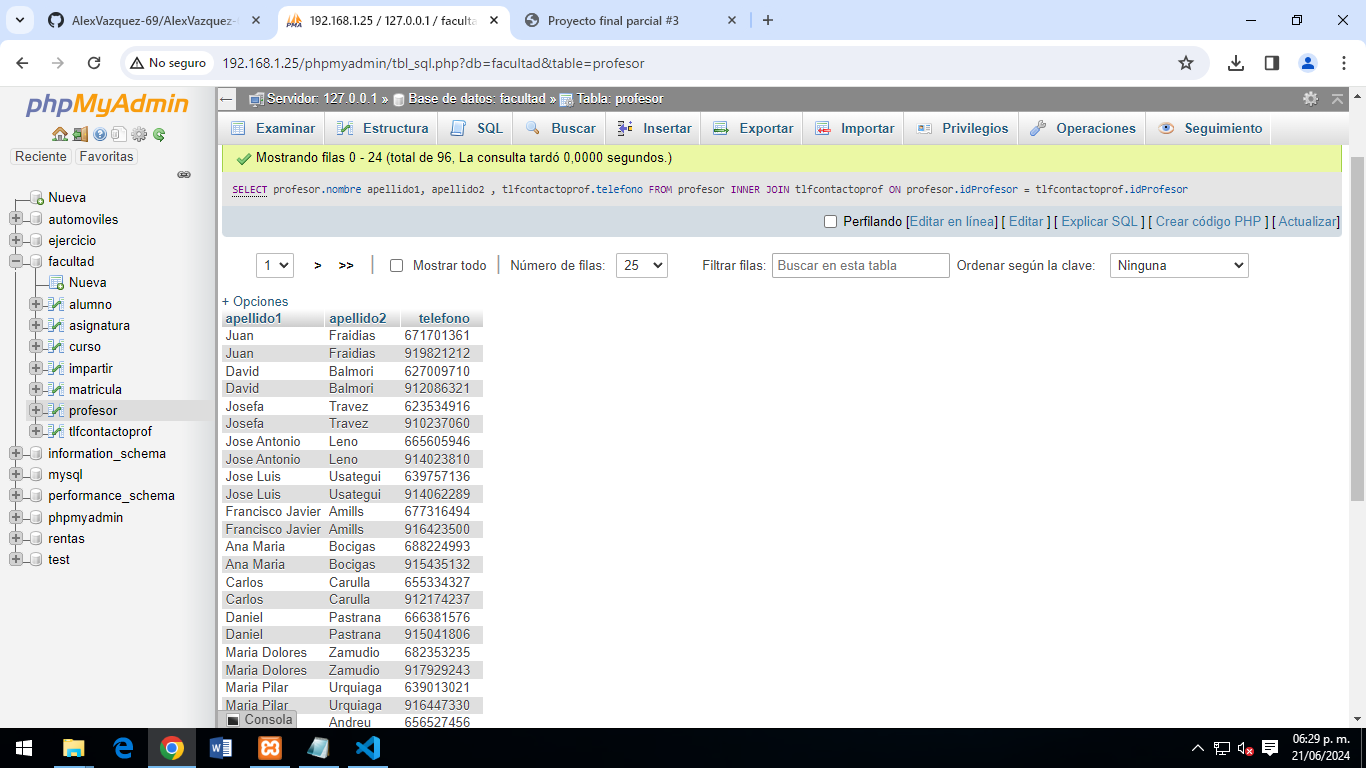 AlexVazquez-69/AlexVazquez-
192.168.1.25 / 127.0.0.1 / faculta
Proyecto final parcial #3
No seguro
192.168.1.25/phpmyadmin/tbl_sql.php?db=facultad&table=profesor
phpMyAdmin
Reciente
Favoritas
Nueva
automoviles
ejercicio
facultad
Nueva
alumno
asignatura
curso
impartir
matricula
profesor
tlfcontactoprof
information_schema
mysql
performance_schema
phpmyadmin
rentas
test
Servidor: 127.0.0.1 » Base de datos: facultad » Tabla: profesor
Examinar Estructura SQL Buscar Insertar Exportar Importar Privilegios Operaciones Seguimiento
Mostrando filas 0 - 24 (total de 96, La consulta tardó 0,0000 segundos.)
SELECT profesor.nombre apellido1, apellido2 , tlfcontactoprof.telefono FROM profesor INNER JOIN tlfcontactoprof ON profesor.idProfesor = tlfcontactoprof.idProfesor
Perfilando [Editar en línea] [ Editar ] [ Explicar SQL ] [ Crear código PHP ] [ Actualizar]
1 > >> | Mostrar todo | Número de filas: 25 Filtrar filas: Buscar en esta tabla Ordenar según la clave: Ninguna
+ Opciones
apellido1 apellido2 telefono
Juan Fraidias 671701361
Juan Fraidias 919821212
David Balmori 627009710
David Balmori 912086321
Josefa Travez 623534916
Josefa Travez 910237060
Jose Antonio Leno 665605946
Jose Antonio Leno 914023810
Jose Luis Usategui 639757136
Jose Luis Usategui 914062289
Francisco Javier Amills 677316494
Francisco Javier Amills 916423500
Ana Maria Bocigas 688224993
Ana Maria Bocigas 915435132
Carlos Carulla 655334327
Carlos Carulla 912174237
Daniel Pastrana 666381576
Daniel Pastrana 915041806
Maria Dolores Zamudio 682353235
Maria Dolores Zamudio 917929243
Maria Pilar Urquiaga 639013021
Maria Pilar Urquiaga 916447330
Andreu 656527456
Consola
06:29 p. m.
21/06/2024